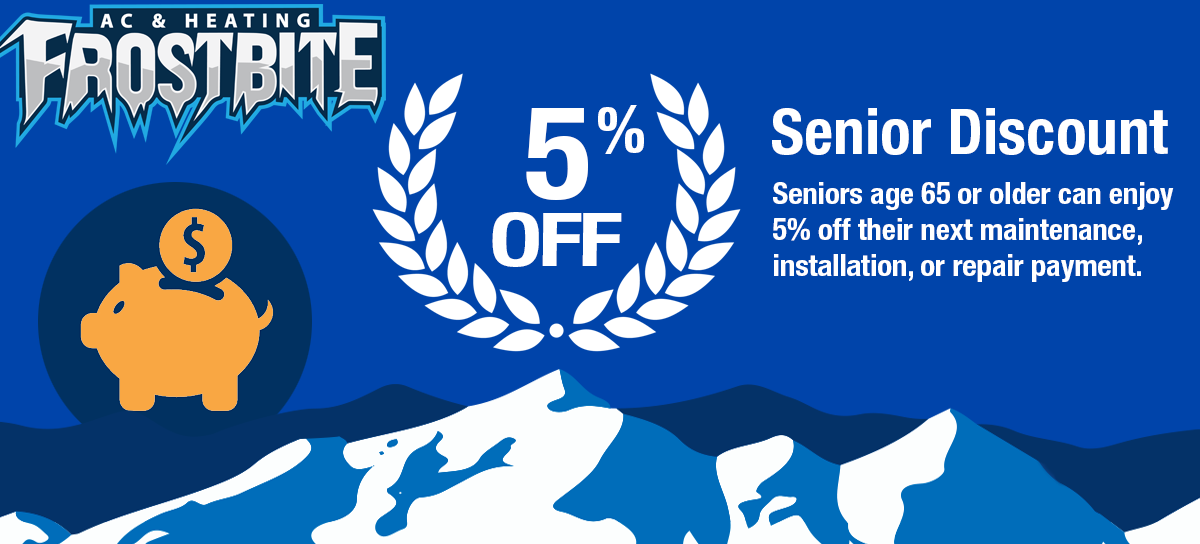 AC & HEATING
FROSTBITE
5%
OFF
$
Senior Discount
Seniors age 65 or older can enjoy
5% off their next maintenance,
installation, or repair payment.